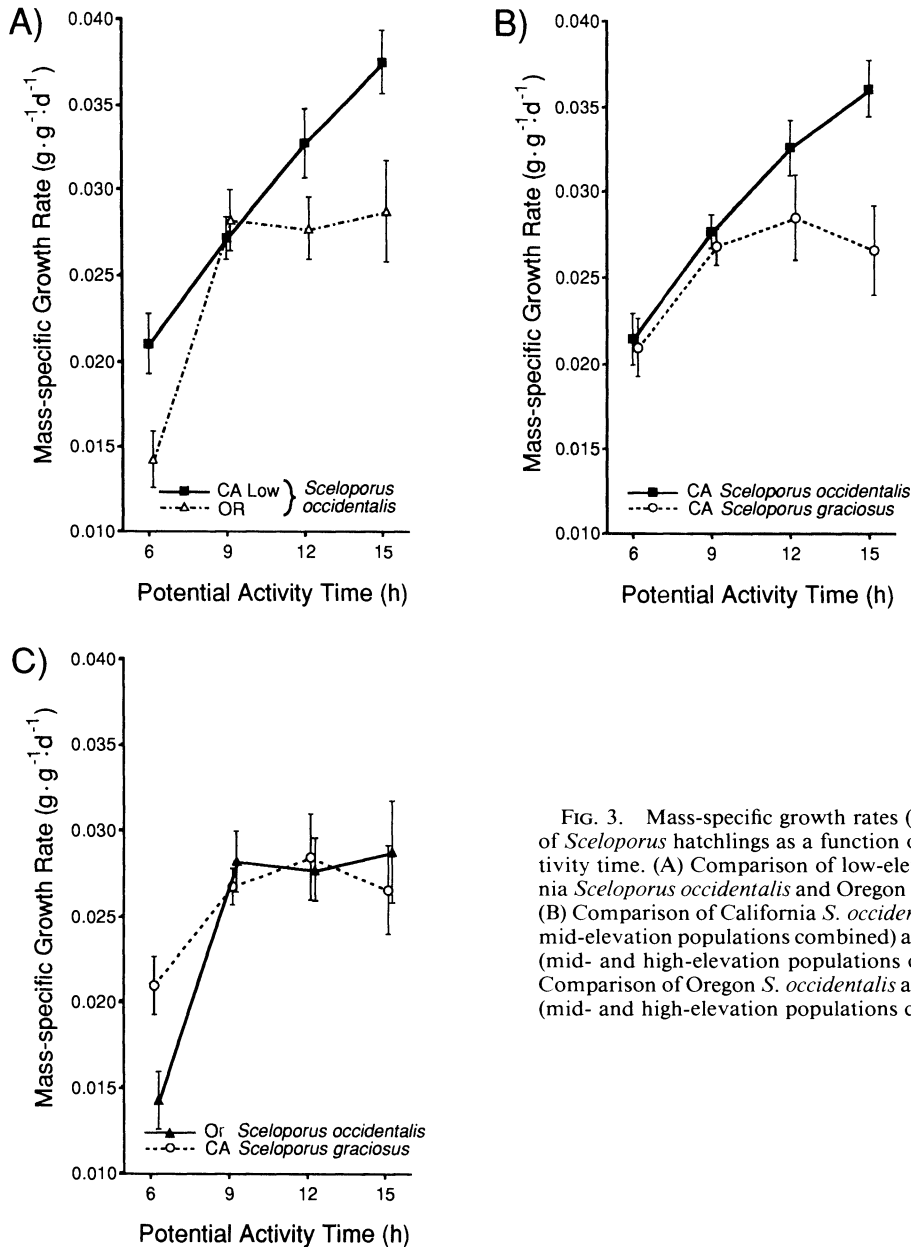 A)
Mass-specific Growth Rate (g·g⁻¹·d⁻¹)
0.040
0.035
0.030
0.025
0.020
0.015
0.010
6 9 12 15
Potential Activity Time (h)
CA Low
OR
Sceloporus
occidentalis
B)
Mass-specific Growth Rate (g·g⁻¹·d⁻¹)
0.040
0.035
0.030
0.025
0.020
0.015
0.010
6 9 12 15
Potential Activity Time (h)
CA Sceloporus occidentalis
CA Sceloporus graciosus
C)
Mass-specific Growth Rate (g·g⁻¹·d⁻¹)
0.040
0.035
0.030
0.025
0.020
0.015
0.010
6 9 12 15
Potential Activity Time (h)
Or Sceloporus occidentalis
CA Sceloporus graciosus
FIG. 3. Mass-specific growth rates (
of Sceloporus hatchlings as a function o
tivity time. (A) Comparison of low-ele
nia Sceloporus occidentalis and Oregon
(B) Comparison of California S. occiden
mid-elevation populations combined) a
(mid- and high-elevation populations c
Comparison of Oregon S. occidentalis a
(mid- and high-elevation populations c